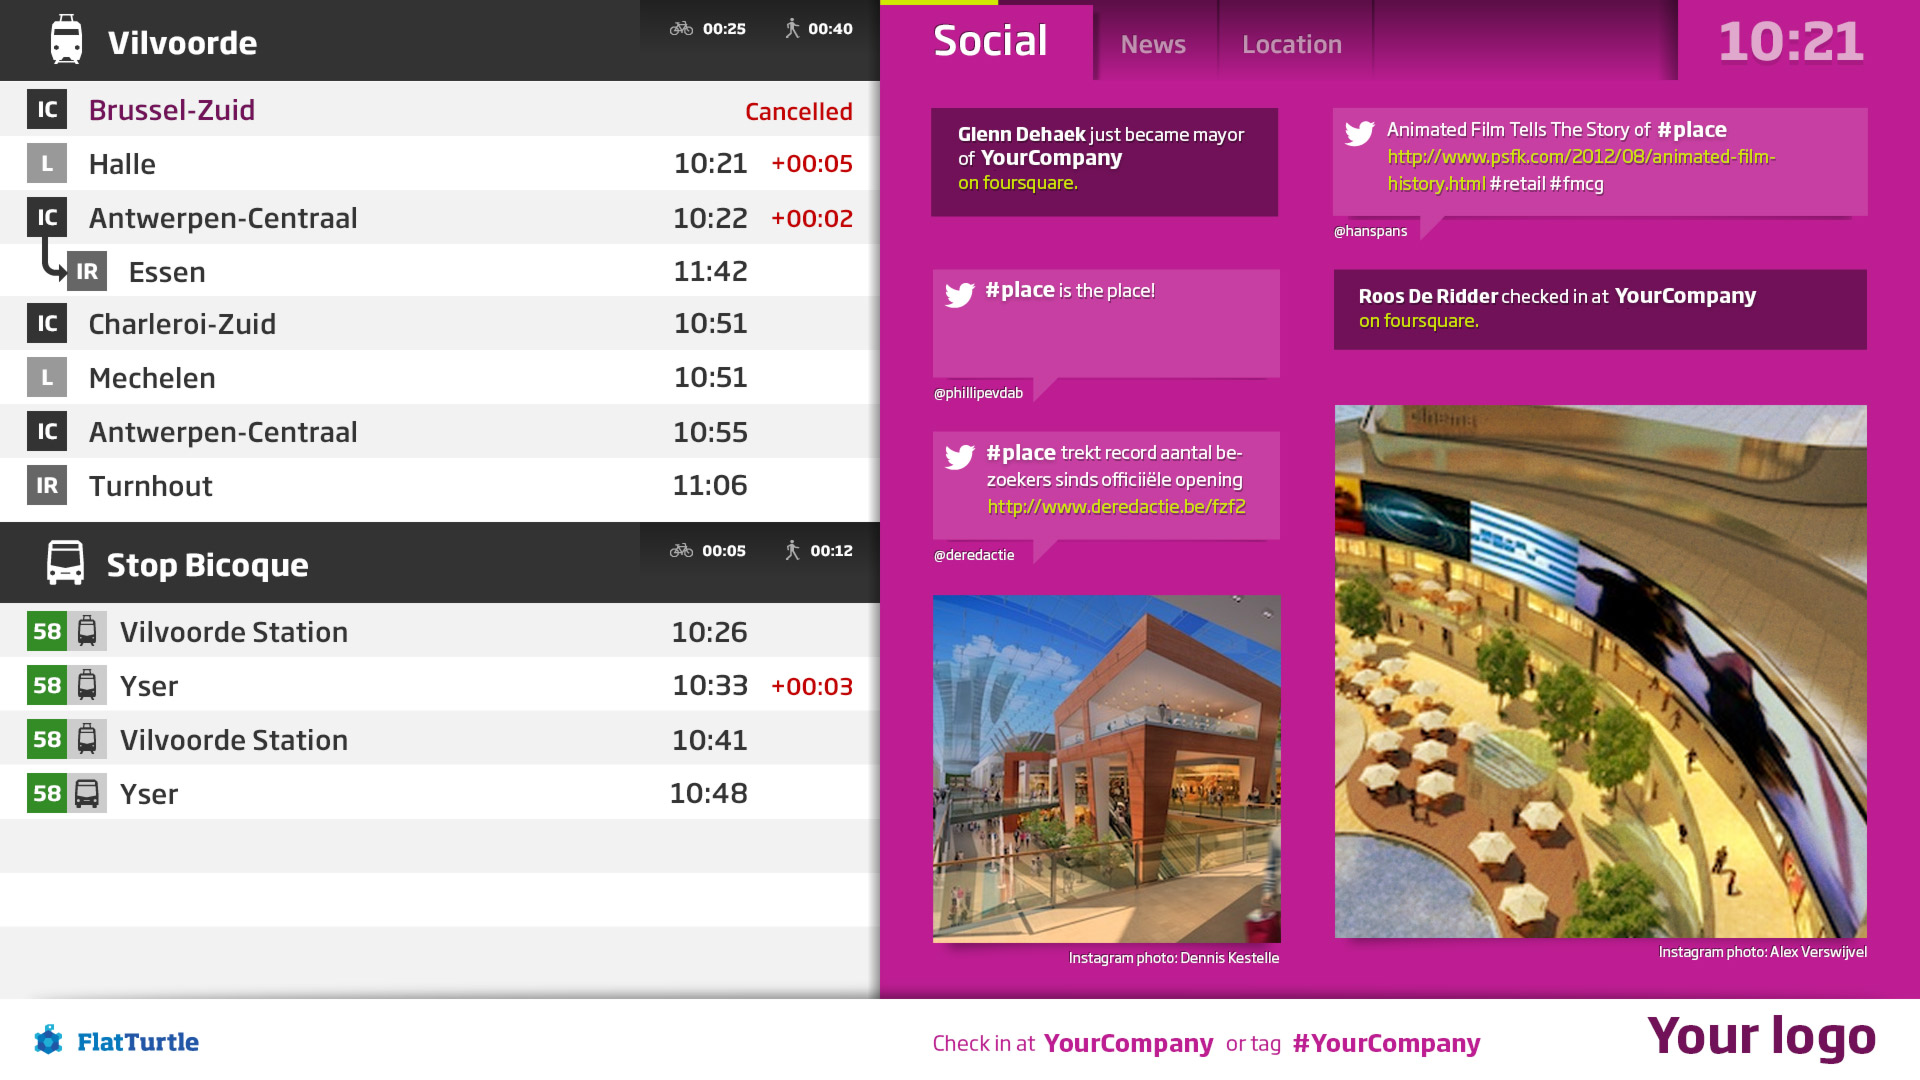 Vilvoorde
00:25 00:40
IC Brussel-Zuid Cancelled
L Halle 10:21 +00:05
IC Antwerpen-Centraal 10:22 +00:02
IR Essen 11:42
IC Charleroi-Zuid 10:51
L Mechelen 10:51
IC Antwerpen-Centraal 10:55
IR Turnhout 11:06
Stop Bicoque
00:05 00:12
58 Vilvoorde Station 10:26
58 Yser 10:33 +00:03
58 Vilvoorde Station 10:41
58 Yser 10:48
Social News Location 10:21
Glenn Dehaek just became mayor
of YourCompany
on foursquare.
#place is the place!
@phillipevdab
#place trekt record aantal be-
zoekers sinds officiiële opening
http://www.deredactie.be/fzf2
@deredactie
Instagram photo: Dennis Kestelle
Animated Film Tells The Story of #place
http://www.psfk.com/2012/08/animated-film-
history.html #retail #fmcg
@hanspans
Roos De Ridder checked in at YourCompany
on foursquare.
Instagram photo: Alex Verswijvel
FlatTurtle
Check in at YourCompany or tag #YourCompany
Your logo